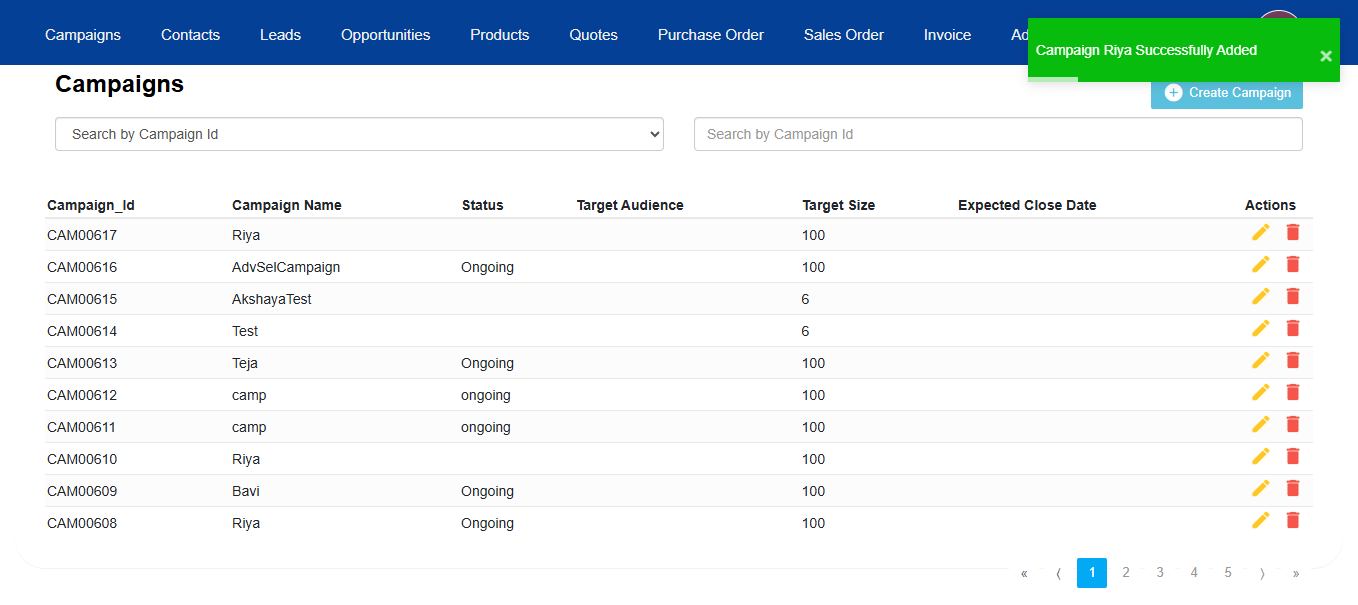 Campaigns Contacts Leads Opportunities Products Quotes Purchase Order Sales Order Invoice
Campaign Riya Successfully Added ×
Campaigns
Create Campaign
Search by Campaign Id Search by Campaign Id
Campaign_Id Campaign Name Status Target Audience Target Size Expected Close Date Actions
CAM00617 Riya 100
CAM00616 AdvSelCampaign Ongoing 100
CAM00615 AkshayaTest 6
CAM00614 Test 6
CAM00613 Teja Ongoing 100
CAM00612 camp ongoing 100
CAM00611 camp ongoing 100
CAM00610 Riya 100
CAM00609 Bavi Ongoing 100
CAM00608 Riya Ongoing 100
« ⟨ 1 2 3 4 5 ⟩ »